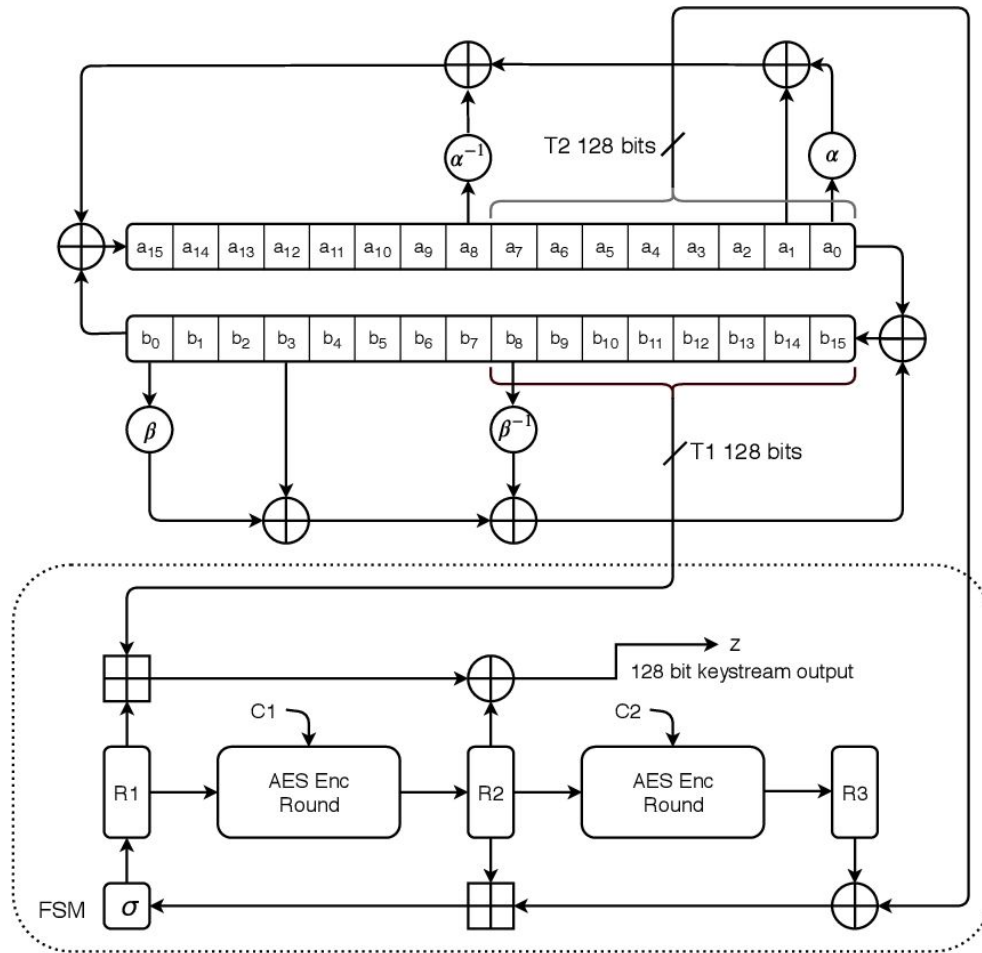 T2 128 bits
α⁻¹
α
a₁₅ a₁₄ a₁₃ a₁₂ a₁₁ a₁₀ a₉ a₈ a₇ a₆ a₅ a₄ a₃ a₂ a₁ a₀
b₀ b₁ b₂ b₃ b₄ b₅ b₆ b₇ b₈ b₉ b₁₀ b₁₁ b₁₂ b₁₃ b₁₄ b₁₅
β
β⁻¹
T1 128 bits
z
128 bit keystream output
C1
C2
R1
AES Enc
Round
R2
AES Enc
Round
R3
FSM
σ